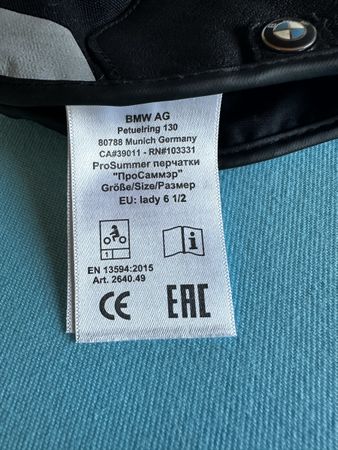 BMW AG
Petuelring 130
80788 Munich Germany
CA#39011 - RN#103331
ProSummer перчатки
"ПроСаммэр"
Größe/Size/Размер
EU: lady 6 1/2
1
i
EN 13594:2015
Art. 2640.49
CE EAC